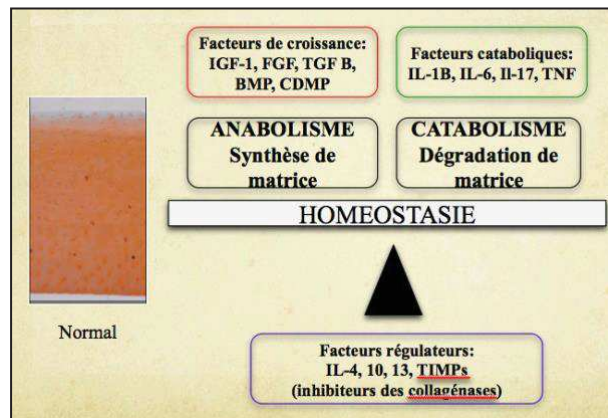 Facteurs de croissance:
IGF-1, FGF, TGF B,
BMP, CDMP
Facteurs cataboliques:
IL-1B, IL-6, Il-17, TNF
ANABOLISME
Synthèse de
matrice
CATABOLISME
Dégradation de
matrice
HOMEOSTASIE
Normal
Facteurs régulateurs:
IL-4, 10, 13, TIMPs
(inhibiteurs des collagénases)